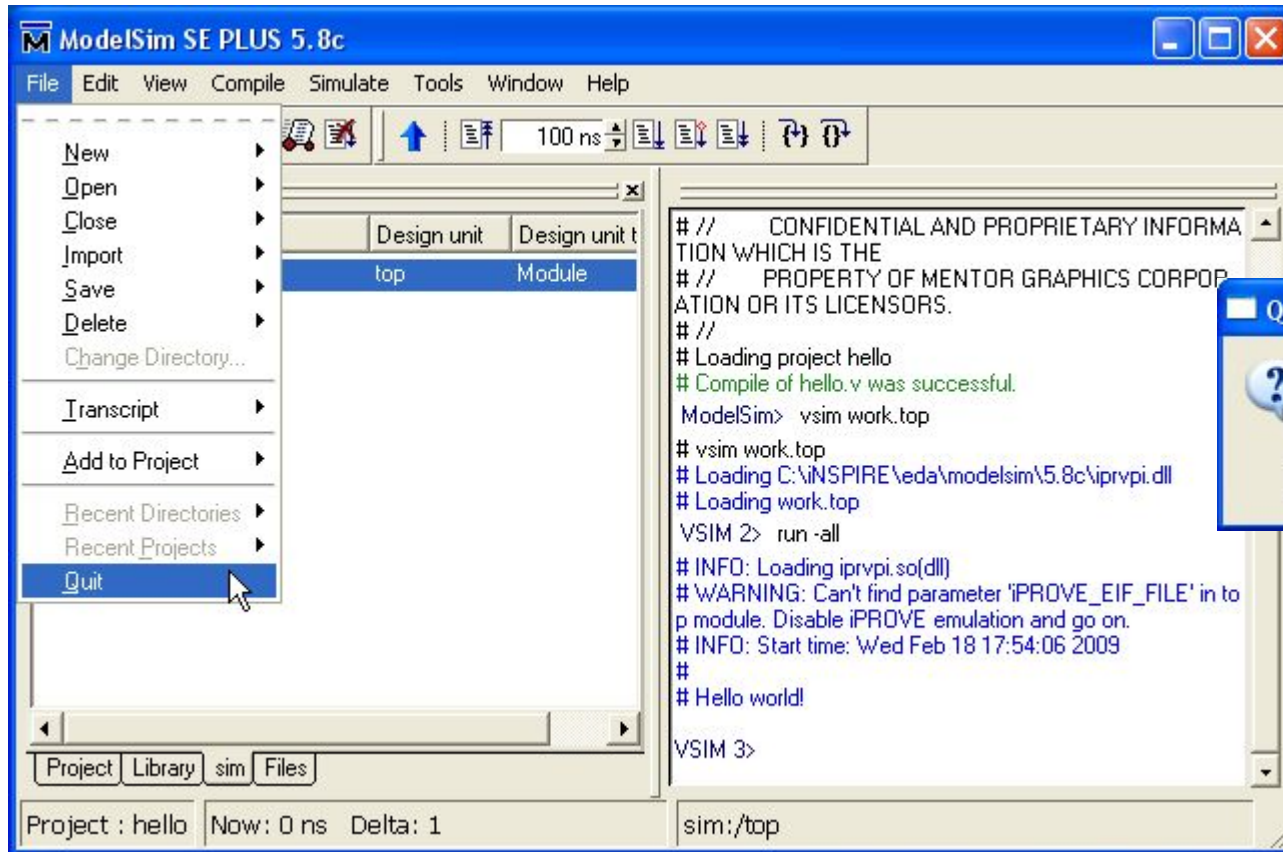 ModelSim SE PLUS 5.8c
File Edit View Compile Simulate Tools Window Help
100 ns
New
Open
Close
Import
Save
Delete
Change Directory...
Transcript
Add to Project
Recent Directories
Recent Projects
Quit
Design unit Design unit t
top Module
# // CONFIDENTIAL AND PROPRIETARY INFORMA
TION WHICH IS THE
# // PROPERTY OF MENTOR GRAPHICS CORPOR
ATION OR ITS LICENSORS.
# //
# Loading project hello
# Compile of hello.v was successful.
ModelSim> vsim work.top
# vsim work.top
# Loading C:\iNSPIRE\eda\modelsim\5.8c\iprvpi.dll
# Loading work.top
VSIM 2> run -all
# INFO: Loading iprvpi.so(dll)
# WARNING: Can't find parameter 'iPROVE_EIF_FILE' in to
p module. Disable iPROVE emulation and go on.
# INFO: Start time: Wed Feb 18 17:54:06 2009
#
# Hello world!
VSIM 3>
Q
?
Project Library sim Files
Project : hello Now: 0 ns Delta: 1 sim:/top